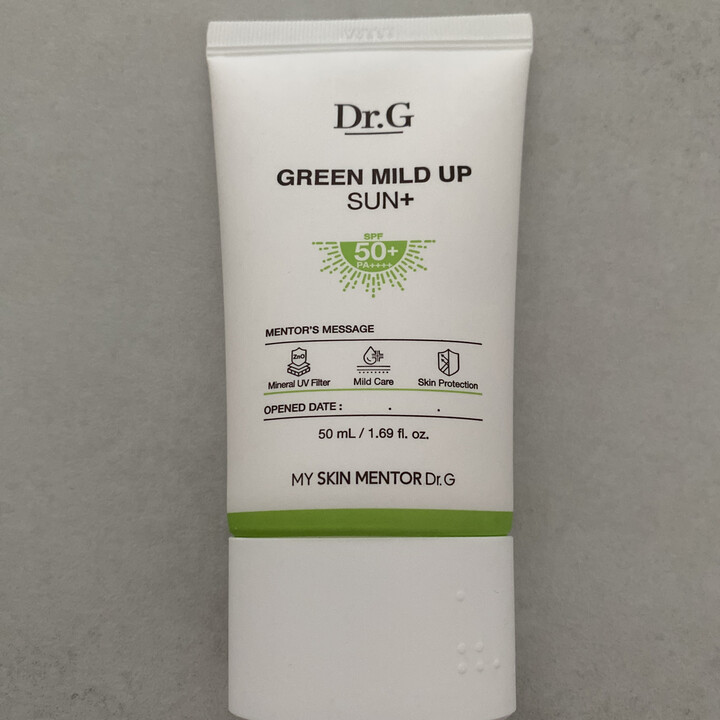 Dr.G
GREEN MILD UP
SUN+
SPF
50+
PA++++
MENTOR'S MESSAGE
ZnO
Mineral UV Filter Mild Care Skin Protection
OPENED DATE : . .
50 mL / 1.69 fl. oz.
MY SKIN MENTOR Dr.G